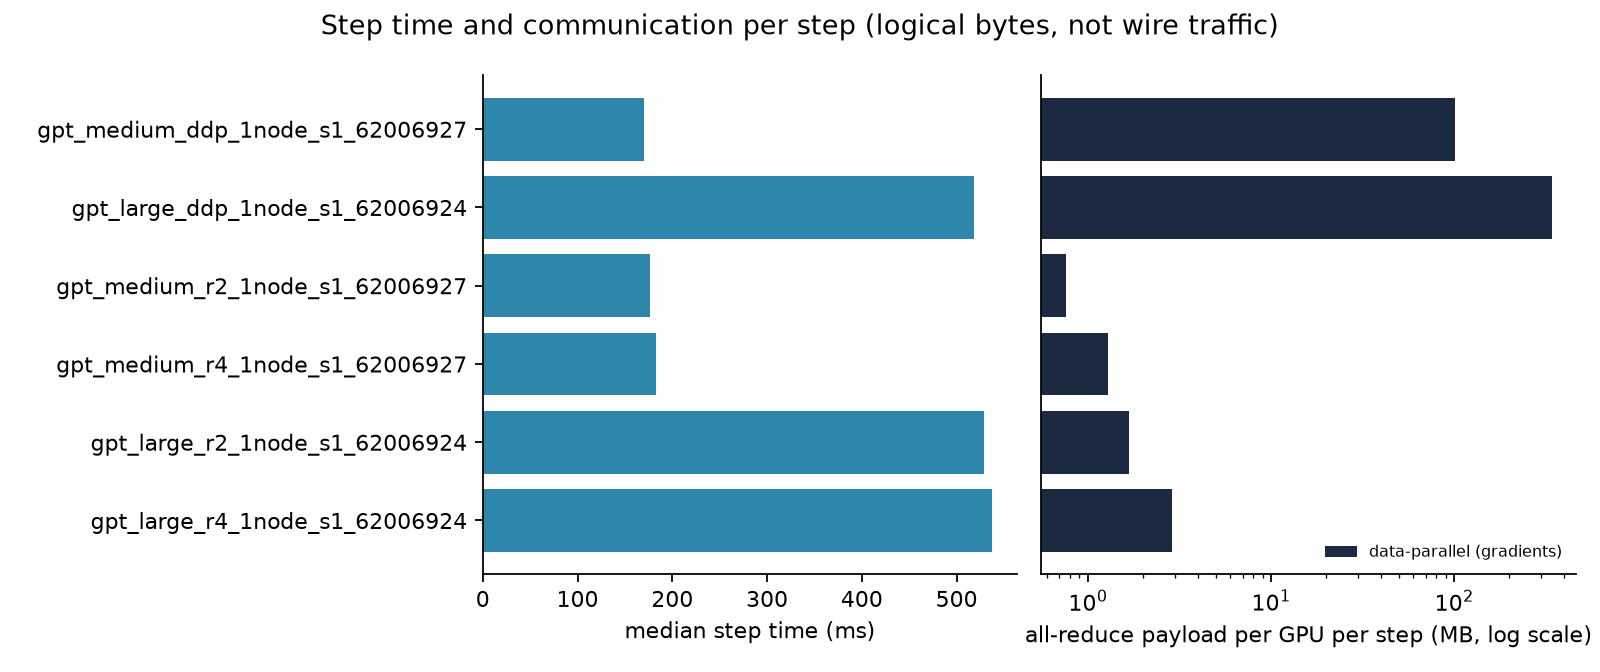 Step time and communication per step (logical bytes, not wire traffic)
gpt_medium_ddp_1node_s1_62006927
gpt_large_ddp_1node_s1_62006924
gpt_medium_r2_1node_s1_62006927
gpt_medium_r4_1node_s1_62006927
gpt_large_r2_1node_s1_62006924
gpt_large_r4_1node_s1_62006924
0 100 200 300 400 500
median step time (ms)
data-parallel (gradients)
10⁰ 10¹ 10²
all-reduce payload per GPU per step (MB, log scale)